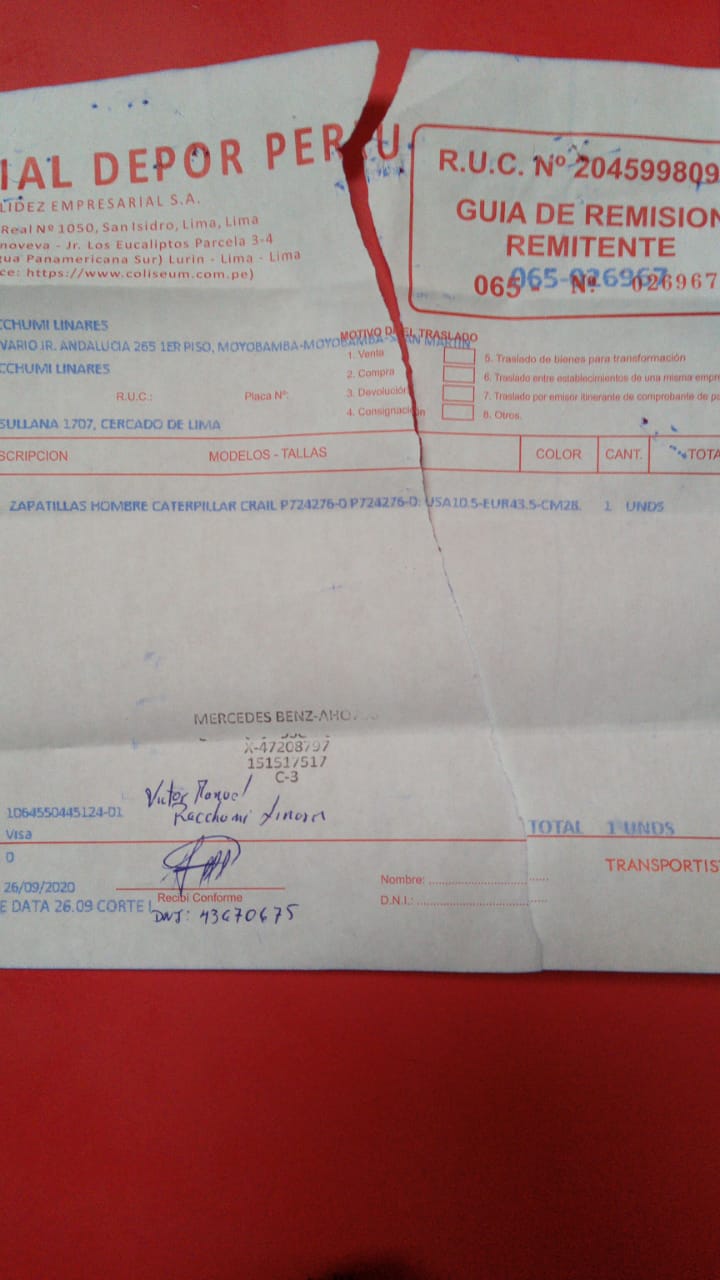 IAL DEPOR PERU
LIDEZ EMPRESARIAL S.A.
Real Nº 1050, San Isidro, Lima, Lima
noveva - Jr. Los Eucaliptos Parcela 3-4
gua Panamericana Sur) Lurin - Lima - Lima
ce: https://www.coliseum.com.pe)
R.U.C. Nº 204599809
GUIA DE REMISION
REMITENTE
065 - Nº 026967
065-026967
CCHUMI LINARES
VARIO JR. ANDALUCIA 265 1ER PISO, MOYOBAMBA-MOYOBAMBA-SAN MARTIN
CCHUMI LINARES
R.U.C.: Placa Nº:
SULLANA 1707, CERCADO DE LIMA
MOTIVO DEL TRASLADO
1. Venta
2. Compra
3. Devolución
4. Consignación
5. Traslado de bienes para transformación
6. Traslado entre establecimientos de una misma empre
7. Traslado por emisor itinerante de comprobante de pa
8. Otros.
SCRIPCION MODELOS - TALLAS COLOR CANT. TOTA
ZAPATILLAS HOMBRE CATERPILLAR CRAIL P724276-0 P724276-0: USA10.5-EUR43.5-CM28. 1 UNDS
MERCEDES BENZ-AHO
X-47208797
151517517
C-3
Victor Manuel
Racchumi Linares
1064550445124-01
Visa
0
26/09/2020
E DATA 26.09 CORTE I
Recibi Conforme
DNI: 43670675
TOTAL 1 UNDS
TRANSPORTIS
Nombre:
D.N.I.: